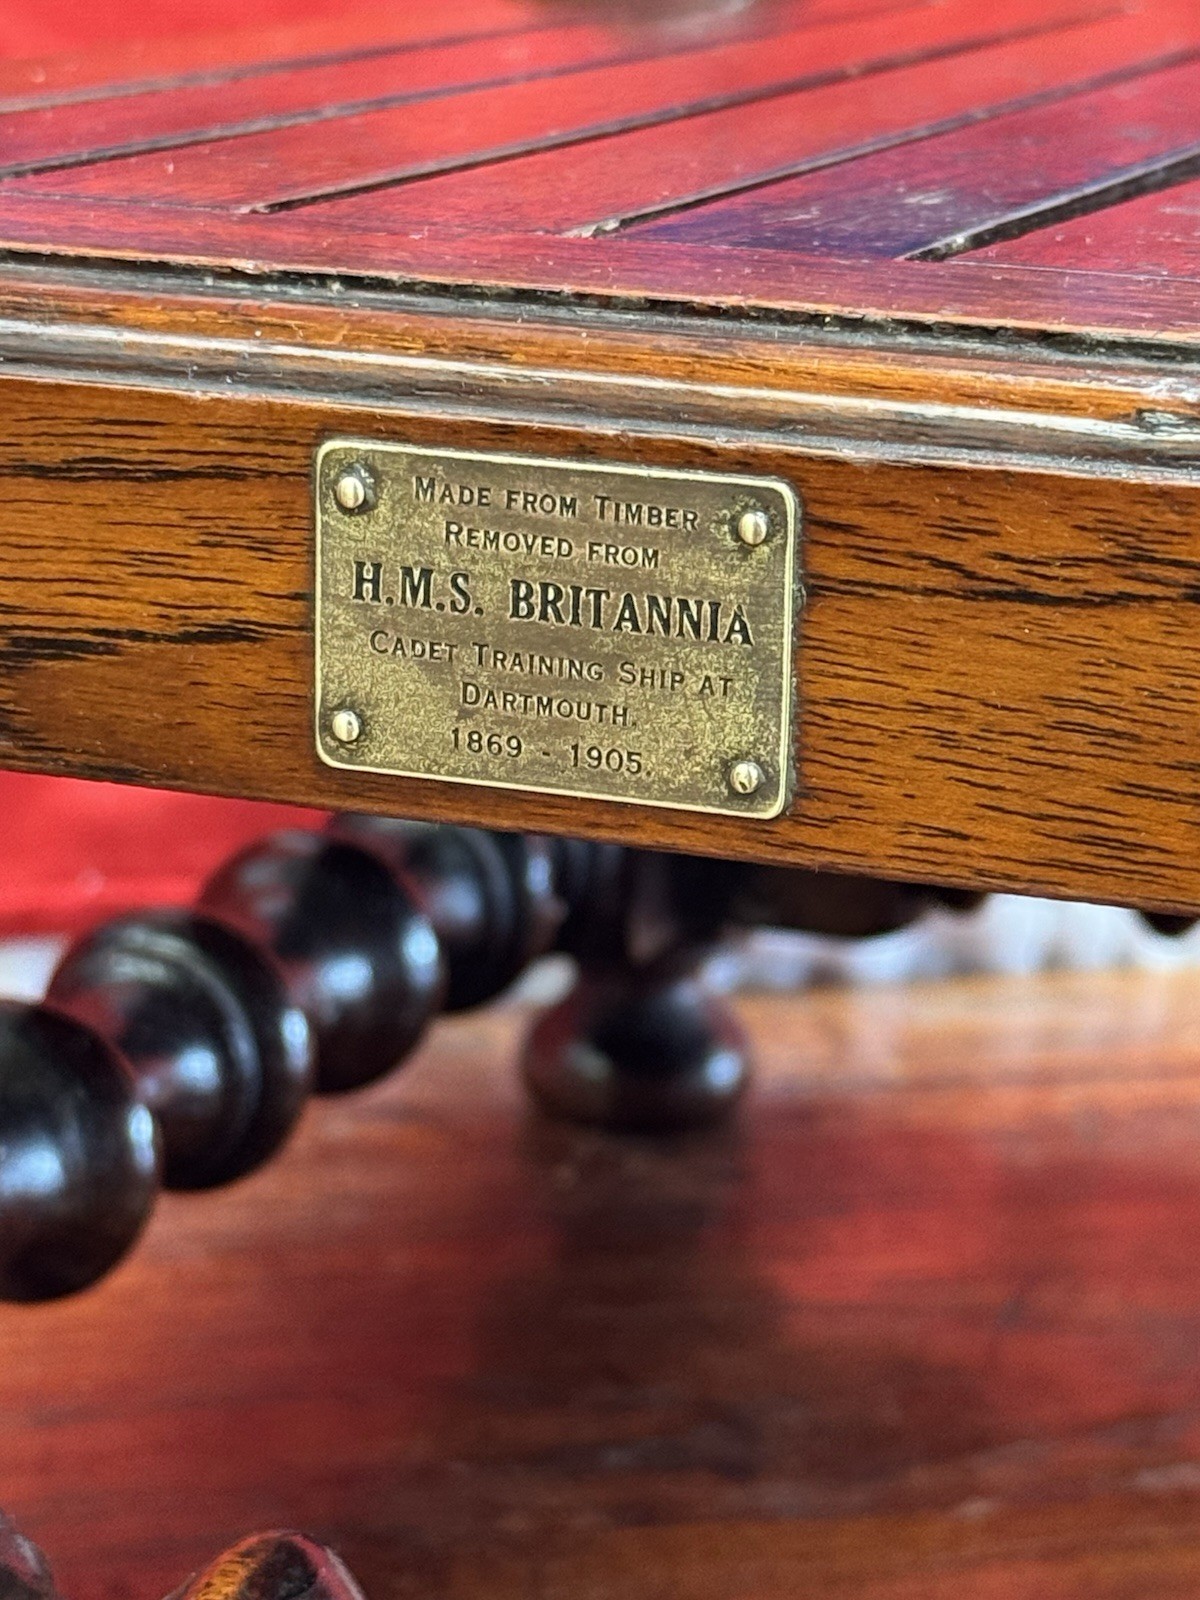 Made from Timber
Removed from
H.M.S. BRITANNIA
Cadet Training Ship at
Dartmouth.
1869 - 1905.